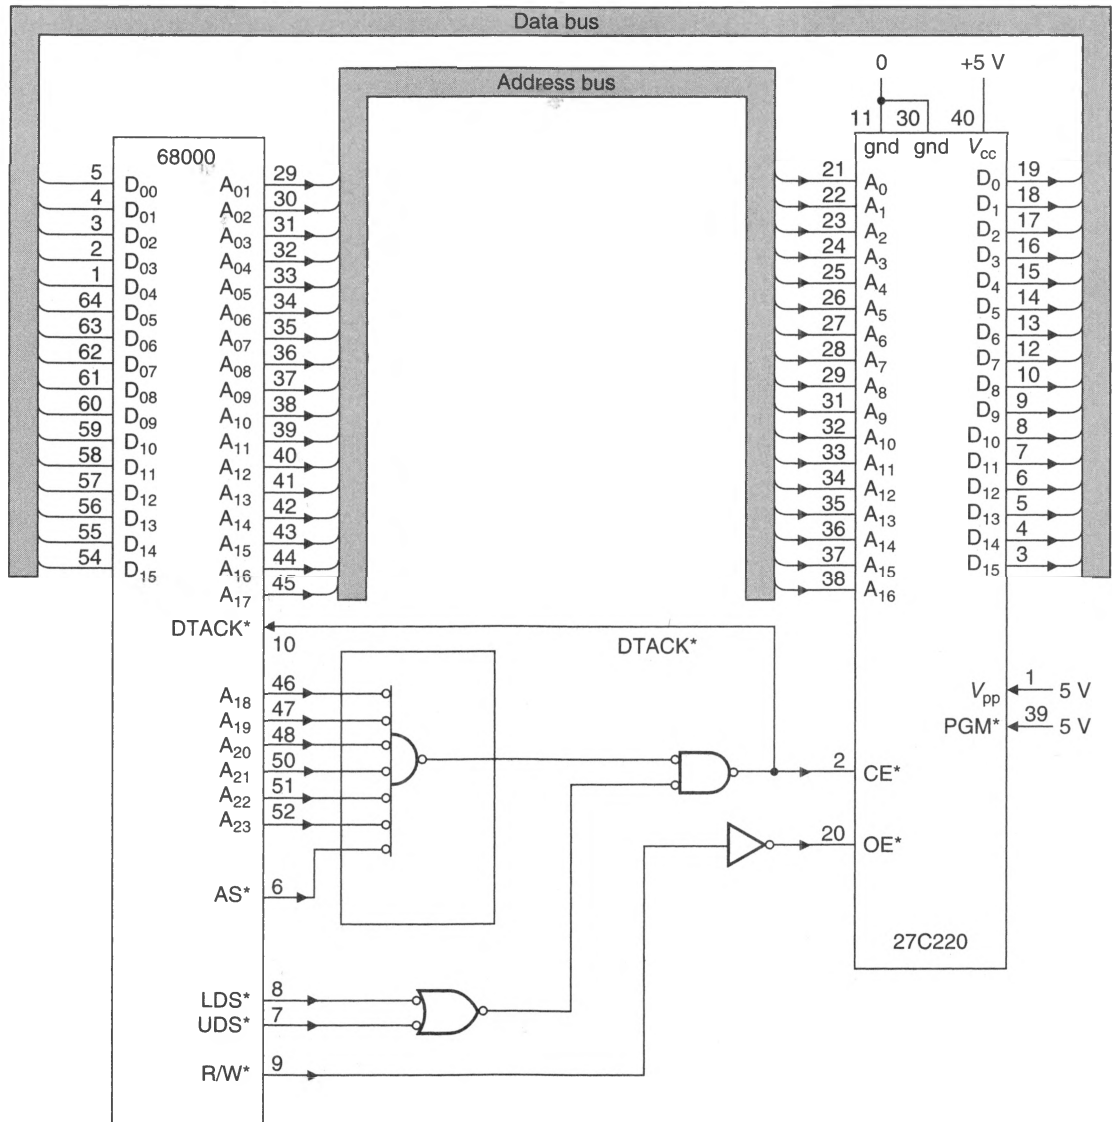 Data bus
Address bus
0
+5 V
11 30 40
gnd gnd Vcc
68000
5 D00 A01 29
4 D01 A02 30
3 D02 A03 31
2 D03 A04 32
1 D04 A05 33
64 D05 A06 34
63 D06 A07 35
62 D07 A08 36
61 D08 A09 37
60 D09 A10 38
59 D10 A11 39
58 D11 A12 40
57 D12 A13 41
56 D13 A14 42
55 D14 A15 43
54 D15 A16 44
A17 45
21 A0 D0 19
22 A1 D1 18
23 A2 D2 17
24 A3 D3 16
25 A4 D4 15
26 A5 D5 14
27 A6 D6 13
28 A7 D7 12
29 A8 D8 10
31 A9 D9 9
32 A10 D10 8
33 A11 D11 7
34 A12 D12 6
35 A13 D13 5
36 A14 D14 4
37 A15 D15 3
38 A16
DTACK* 10
DTACK*
A18 46
A19 47
A20 48
A21 50
A22 51
A23 52
AS* 6
Vpp 1 5 V
PGM* 39 5 V
2 CE*
20 OE*
27C220
LDS* 8
UDS* 7
R/W* 9